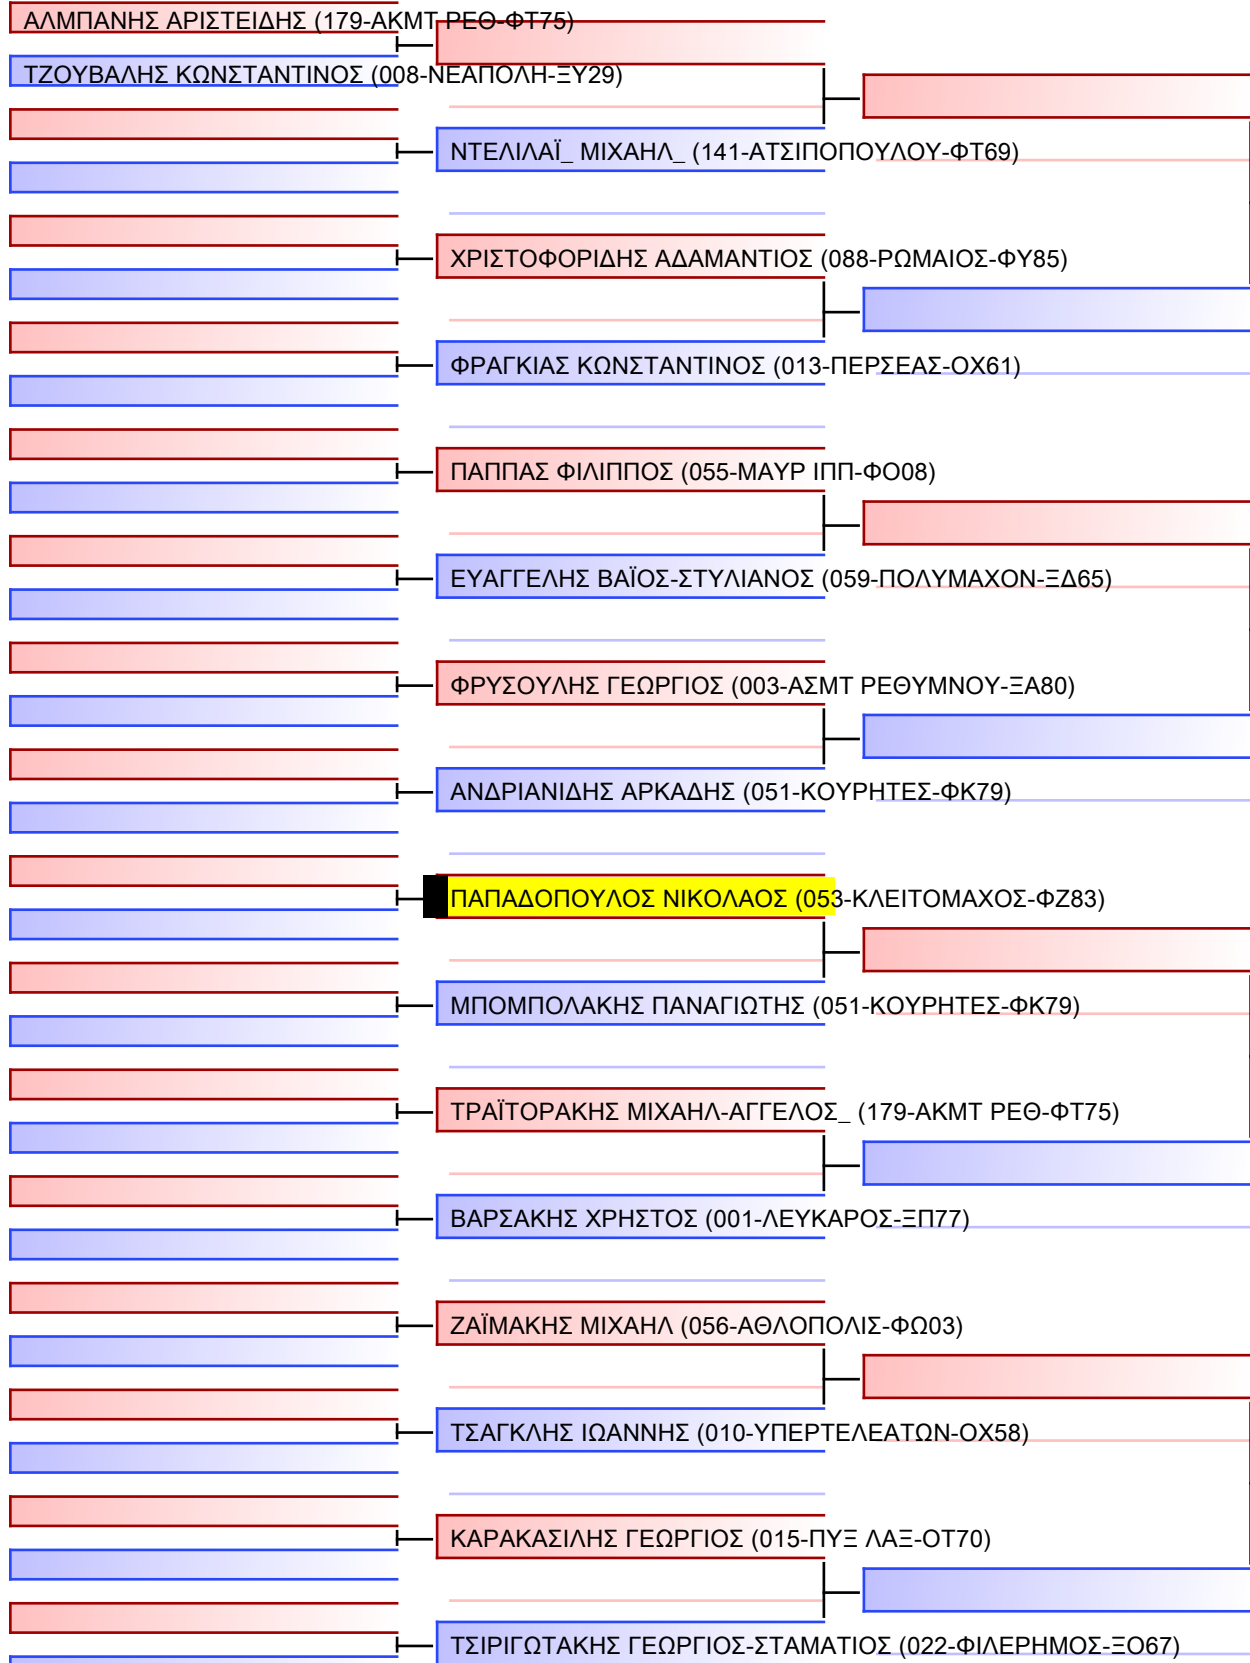 ΑΛΜΠΑΝΗΣ ΑΡΙΣΤΕΙΔΗΣ (179-ΑΚΜΤ ΡΕΘ-ΦΤ75)
ΤΖΟΥΒΑΛΗΣ ΚΩΝΣΤΑΝΤΙΝΟΣ (008-ΝΕΑΠΟΛΗ-ΞΥ29)
ΝΤΕΛΙΛΑΪ_ ΜΙΧΑΗΛ_ (141-ΑΤΣΙΠΟΠΟΥΛΟΥ-ΦΤ69)
ΧΡΙΣΤΟΦΟΡΙΔΗΣ ΑΔΑΜΑΝΤΙΟΣ (088-ΡΩΜΑΙΟΣ-ΦΥ85)
ΦΡΑΓΚΙΑΣ ΚΩΝΣΤΑΝΤΙΝΟΣ (013-ΠΕΡΣΕΑΣ-ΟΧ61)
ΠΑΠΠΑΣ ΦΙΛΙΠΠΟΣ (055-ΜΑΥΡ ΙΠΠ-ΦΟ08)
ΕΥΑΓΓΕΛΗΣ ΒΑΪΟΣ-ΣΤΥΛΙΑΝΟΣ (059-ΠΟΛΥΜΑΧΟΝ-ΞΔ65)
ΦΡΥΣΟΥΛΗΣ ΓΕΩΡΓΙΟΣ (003-ΑΣΜΤ ΡΕΘΥΜΝΟΥ-ΞΑ80)
ΑΝΔΡΙΑΝΙΔΗΣ ΑΡΚΑΔΗΣ (051-ΚΟΥΡΗΤΕΣ-ΦΚ79)
ΠΑΠΑΔΟΠΟΥΛΟΣ ΝΙΚΟΛΑΟΣ (053-ΚΛΕΙΤΟΜΑΧΟΣ-ΦΖ83)
ΜΠΟΜΠΟΛΑΚΗΣ ΠΑΝΑΓΙΩΤΗΣ (051-ΚΟΥΡΗΤΕΣ-ΦΚ79)
ΤΡΑΪΤΟΡΑΚΗΣ ΜΙΧΑΗΛ-ΑΓΓΕΛΟΣ_ (179-ΑΚΜΤ ΡΕΘ-ΦΤ75)
ΒΑΡΣΑΚΗΣ ΧΡΗΣΤΟΣ (001-ΛΕΥΚΑΡΟΣ-ΞΠ77)
ΖΑΪΜΑΚΗΣ ΜΙΧΑΗΛ (056-ΑΘΛΟΠΟΛΙΣ-ΦΩ03)
ΤΣΑΓΚΛΗΣ ΙΩΑΝΝΗΣ (010-ΥΠΕΡΤΕΛΕΑΤΩΝ-ΟΧ58)
ΚΑΡΑΚΑΣΙΛΗΣ ΓΕΩΡΓΙΟΣ (015-ΠΥΞ ΛΑΞ-ΟΤ70)
ΤΣΙΡΙΓΩΤΑΚΗΣ ΓΕΩΡΓΙΟΣ-ΣΤΑΜΑΤΙΟΣ (022-ΦΙΛΕΡΗΜΟΣ-ΞΟ67)